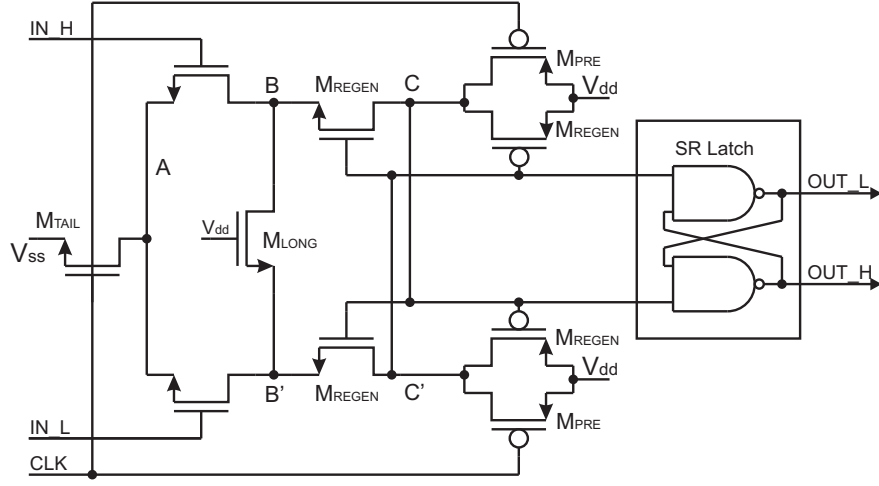 IN_H
MPRE
B
MREGEN
C
Vdd
MREGEN
SR Latch
A
OUT_L
MTAIL
Vdd
MLONG
Vss
OUT_H
MREGEN
B'
MREGEN
C'
Vdd
IN_L
MPRE
CLK